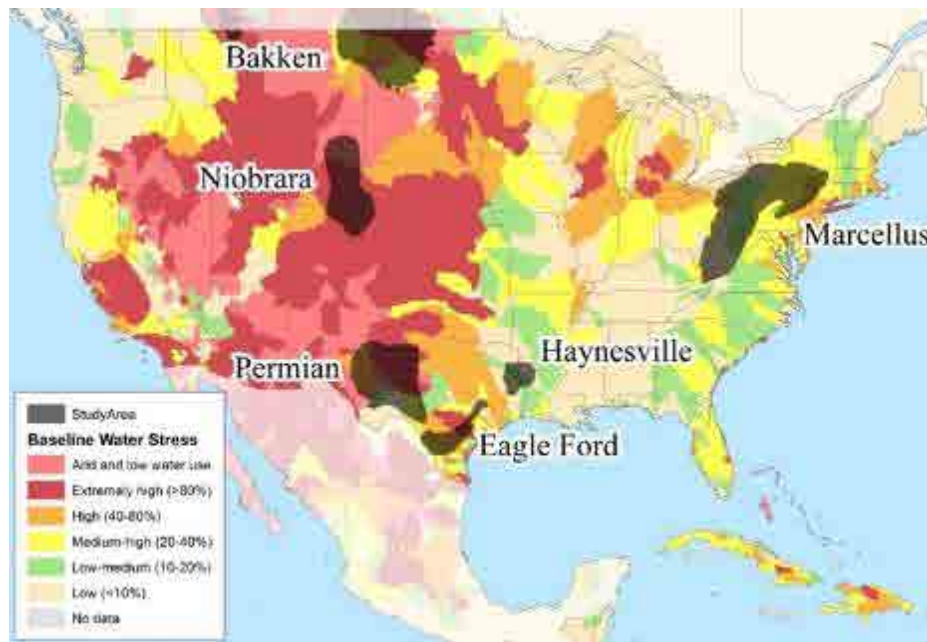 Bakken
Niobrara
Marcellus
Haynesville
Permian
Eagle Ford
StudyArea
Baseline Water Stress
Arid and low water use
Extremely high (>80%)
High (40-80%)
Medium-high (20-40%)
Low-medium (10-20%)
Low (<10%)
No data